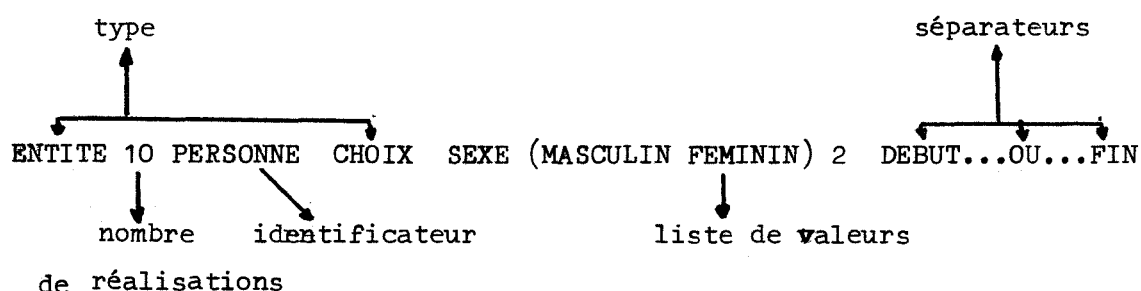 type séparateurs
ENTITE 10 PERSONNE CHOIX SEXE (MASCULIN FEMININ) 2 DEBUT...OU...FIN
nombre identificateur liste de valeurs
de réalisations